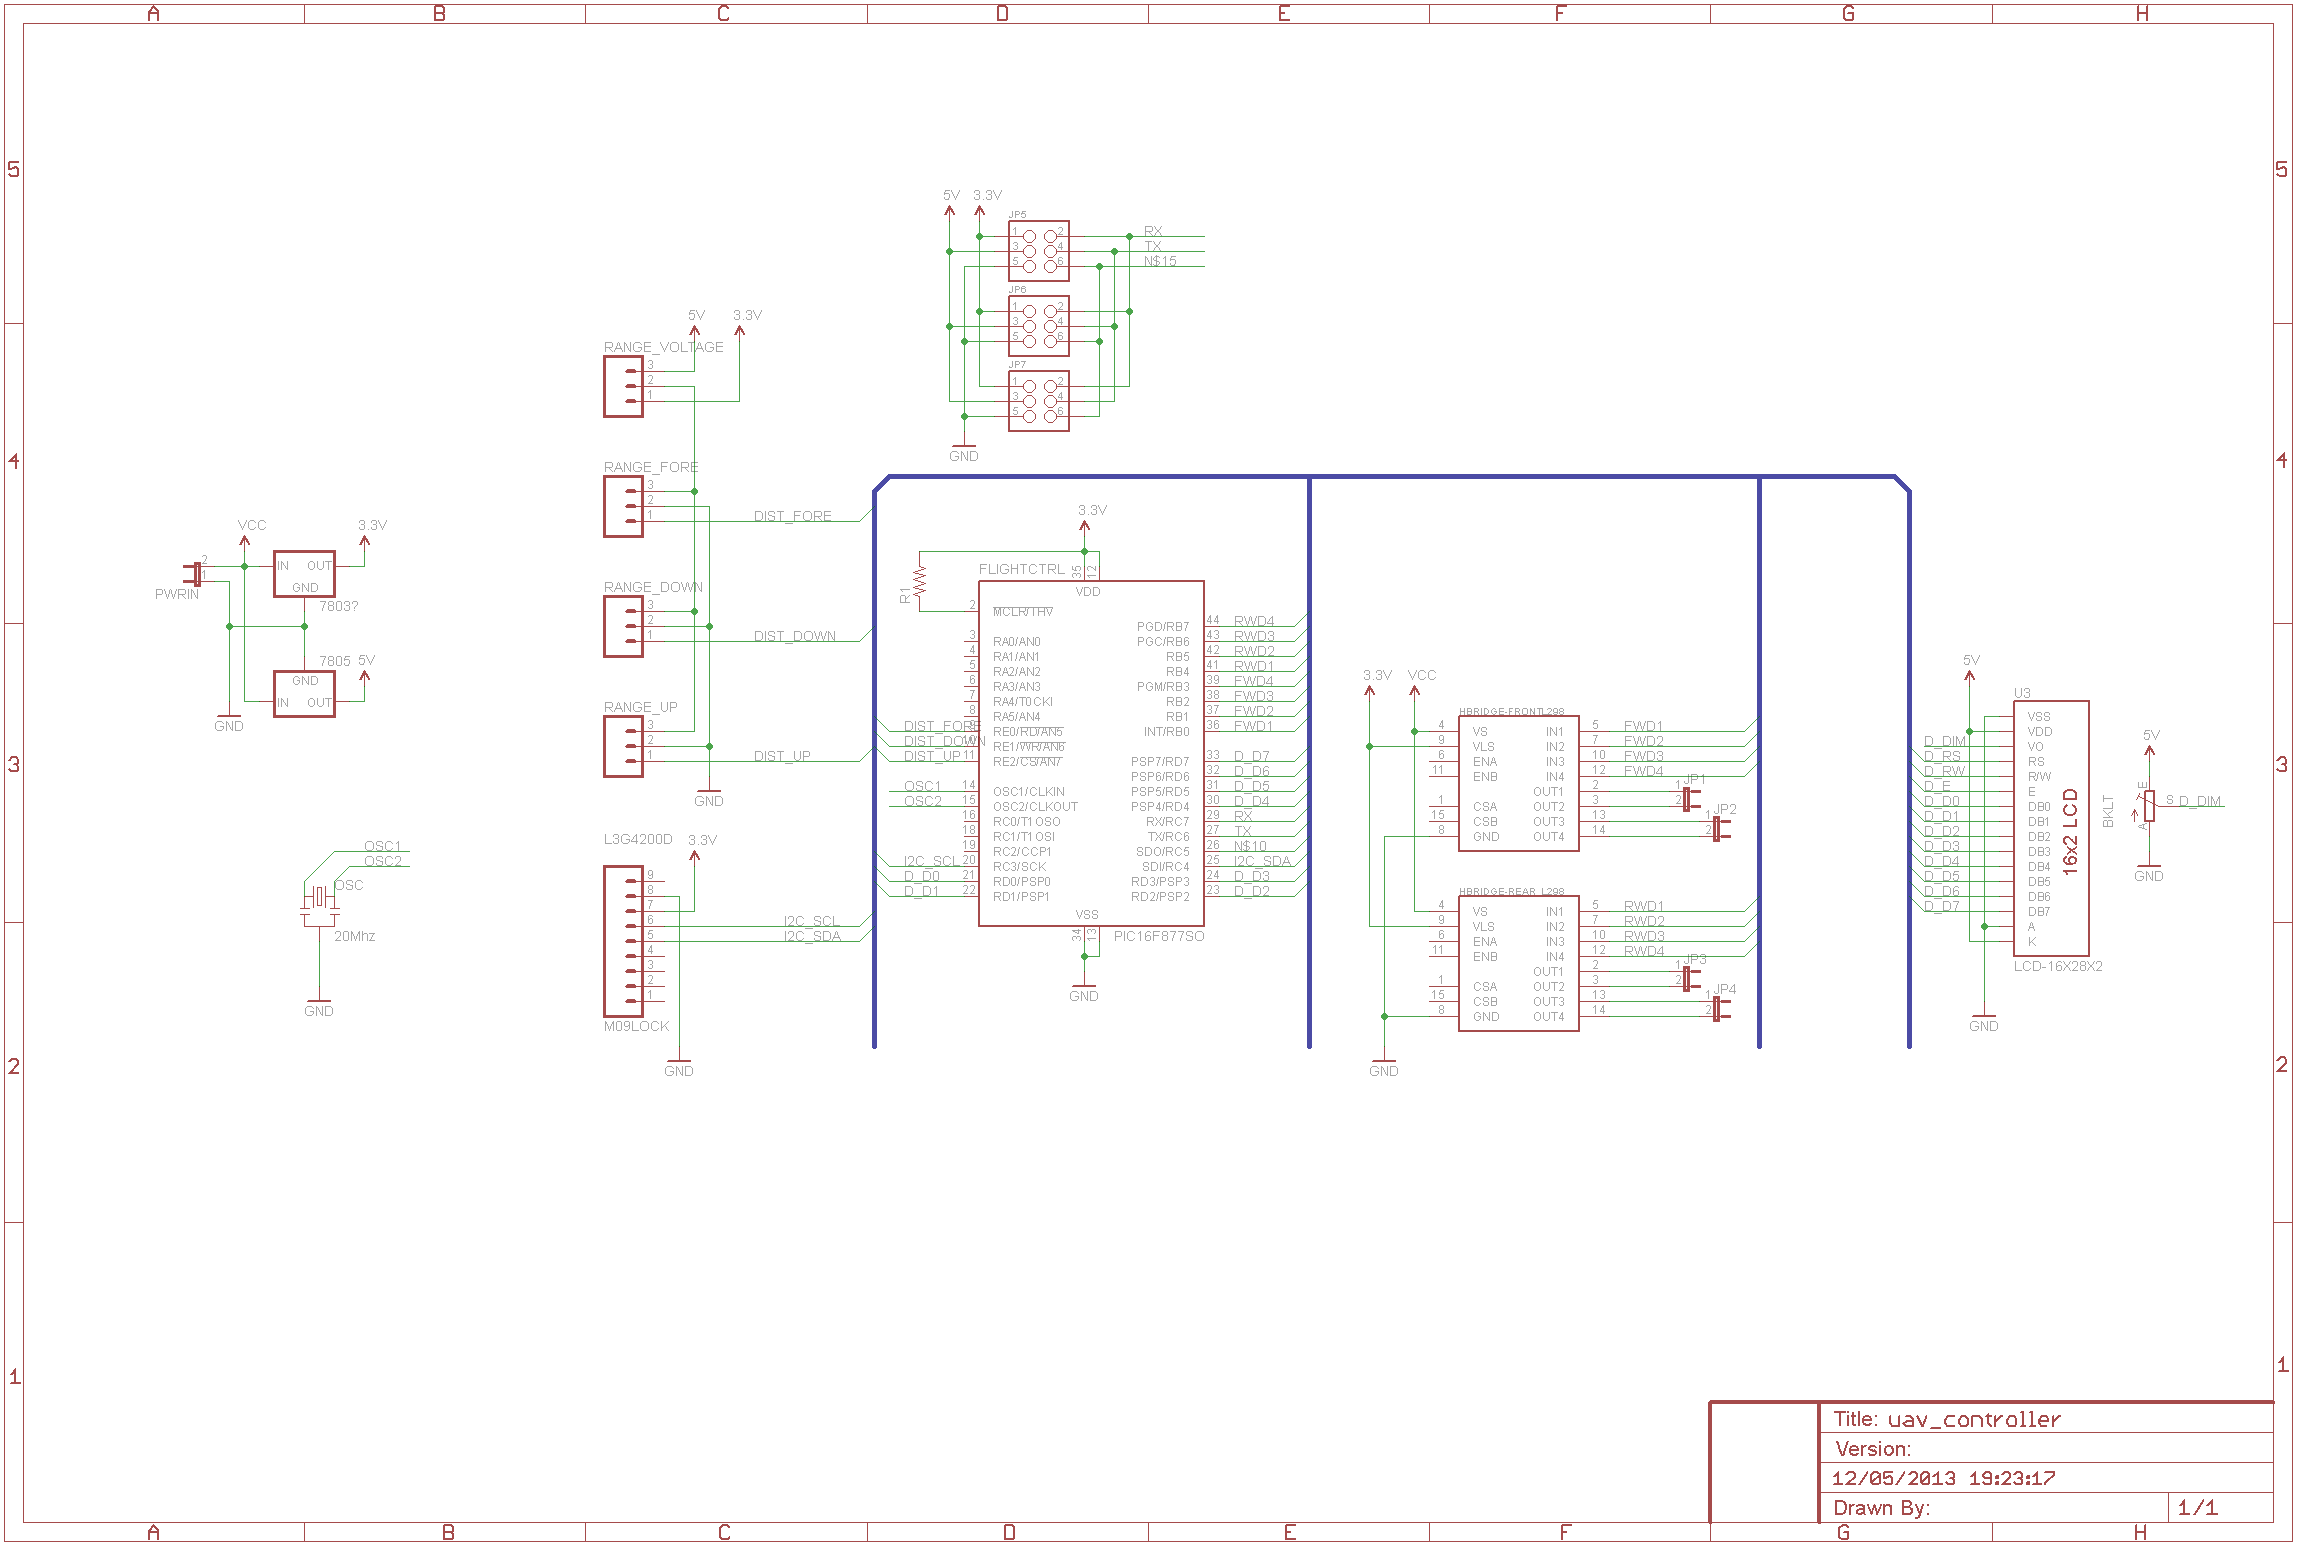 A B C D E F G H
5 5
4 4
3 3
2 2
1 1
5V 3.3V
JP5
1 2 RX
3 4 TX
5 6 N$15
JP6
1 2
3 4
5 6
JP7
1 2
3 4
5 6
GND
5V 3.3V
RANGE_VOLTAGE
3
2
1
RANGE_FORE
3
2
1 DIST_FORE
RANGE_DOWN
3
2
1 DIST_DOWN
RANGE_UP
3
2
1 DIST_UP
GND
VCC 3.3V
2
1
PWRIN
IN OUT
GND
7803?
7805 5V
GND
IN OUT
GND
OSC1
OSC2
OSC
20Mhz
GND
L3G4200D 3.3V
9
8
7
6 I2C_SCL
5 I2C_SDA
4
3
2
1
M09LOCK
GND
3.3V
FLIGHTCTRL 35 12
VDD
R1
2 MCLR/THV
3 RA0/AN0
4 RA1/AN1
5 RA2/AN2
6 RA3/AN3
7 RA4/T0CKI
8 RA5/AN4
DIST_FORE 9 RE0/RD/AN5
DIST_DOWN 10 RE1/WR/AN6
DIST_UP 11 RE2/CS/AN7
OSC1 14 OSC1/CLKIN
OSC2 15 OSC2/CLKOUT
16 RC0/T1OSO
18 RC1/T1OSI
19 RC2/CCP1
I2C_SCL 20 RC3/SCK
D_D0 21 RD0/PSP0
D_D1 22 RD1/PSP1
PGD/RB7 44 RWD4
PGC/RB6 43 RWD3
RB5 42 RWD2
RB4 41 RWD1
PGM/RB3 39 FWD4
RB2 38 FWD3
RB1 37 FWD2
INT/RB0 36 FWD1
PSP7/RD7 33 D_D7
PSP6/RD6 32 D_D6
PSP5/RD5 31 D_D5
PSP4/RD4 30 D_D4
RX/RC7 29 RX
TX/RC6 27 TX
SDO/RC5 26 N$10
SDI/RC4 25 I2C_SDA
RD3/PSP3 24 D_D3
RD2/PSP2 23 D_D2
VSS
34 13
PIC16F877SO
GND
3.3V VCC
HBRIDGE-FRONT L298
4 VS IN1 5 FWD1
9 VLS IN2 7 FWD2
6 ENA IN3 10 FWD3
11 ENB IN4 12 FWD4
OUT1 2 1 JP1
1 CSA OUT2 3 2
15 CSB OUT3 13 1 JP2
8 GND OUT4 14 2
HBRIDGE-REAR L298
4 VS IN1 5 RWD1
9 VLS IN2 7 RWD2
6 ENA IN3 10 RWD3
11 ENB IN4 12 RWD4
OUT1 2 1 JP3
1 CSA OUT2 3 2
15 CSB OUT3 13 1 JP4
8 GND OUT4 14 2
GND
5V
U3
VSS
VDD
D_DIM VO
D_RS RS
D_RW R/W
D_E E
D_D0 DB0
D_D1 DB1
D_D2 DB2
D_D3 DB3
D_D4 DB4
D_D5 DB5
D_D6 DB6
D_D7 DB7
A
K
16x2 LCD
BKLT
LCD-16X28X2
GND
5V
E
S D_DIM
A
GND
Title: uav_controller
Version:
12/05/2013 19:23:17
Drawn By: 1/1
A B C D E F G H